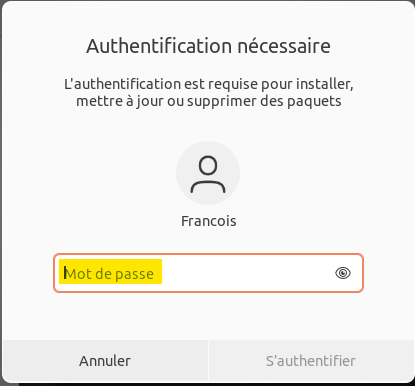 Authentification nécessaire
L'authentification est requise pour installer,
mettre à jour ou supprimer des paquets
Francois
Mot de passe
Annuler
S'authentifier